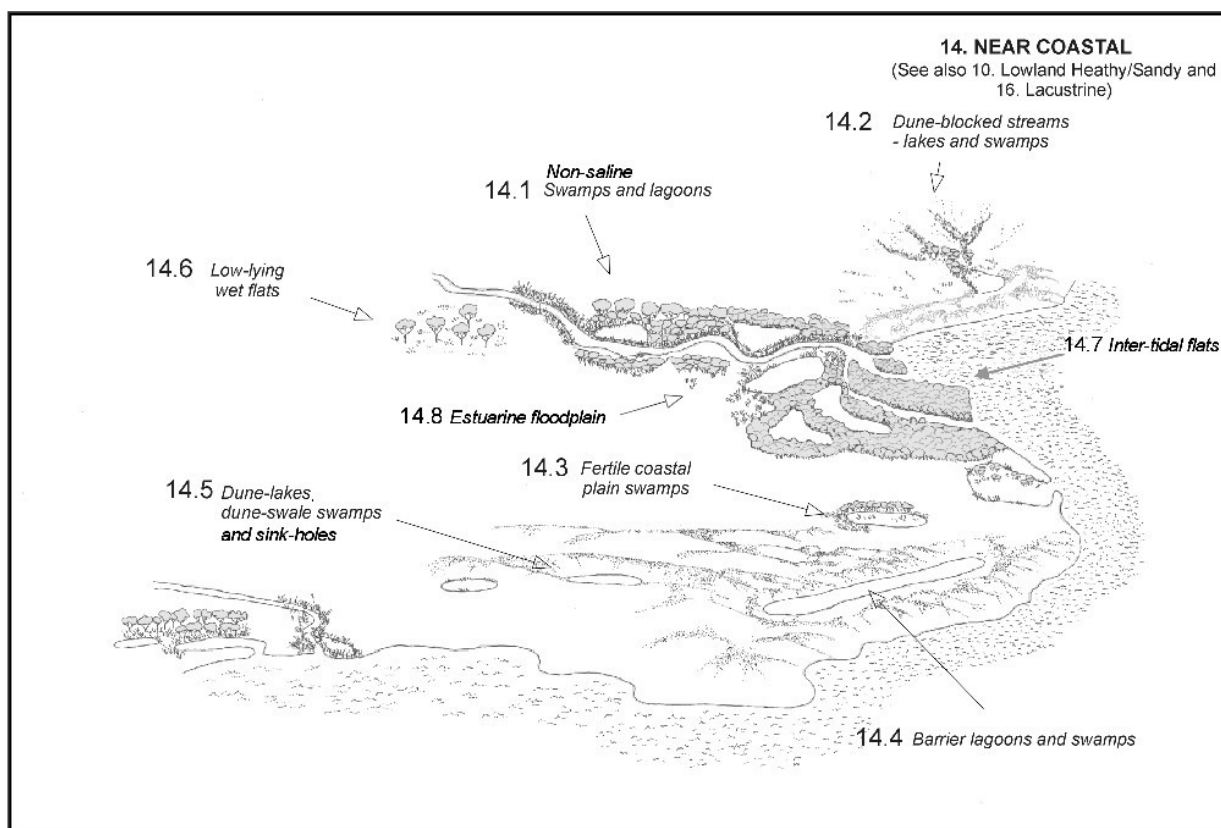 14. NEAR COASTAL
(See also 10. Lowland Heathy/Sandy and
16. Lacustrine)
14.2 Dune-blocked streams
- lakes and swamps
Non-saline
14.1 Swamps and lagoons
14.6 Low-lying
wet flats
14.7 Inter-tidal flats
14.8 Estuarine floodplain
14.3 Fertile coastal
plain swamps
14.5 Dune-lakes,
dune-swale swamps
and sink-holes
14.4 Barrier lagoons and swamps